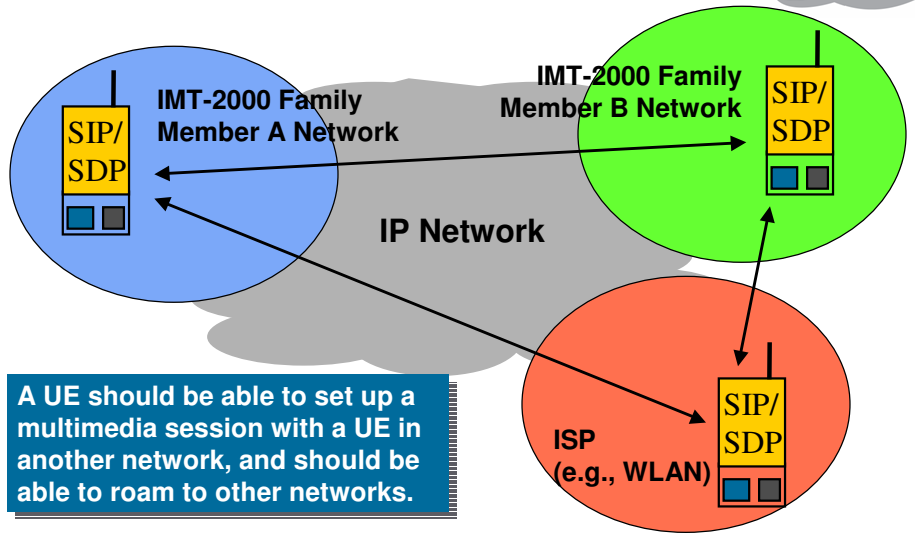 IMT-2000 Family
Member A Network
SIP/
SDP
IMT-2000 Family
Member B Network
SIP/
SDP
IP Network
A UE should be able to set up a
multimedia session with a UE in
another network, and should be
able to roam to other networks.
ISP
(e.g., WLAN)
SIP/
SDP